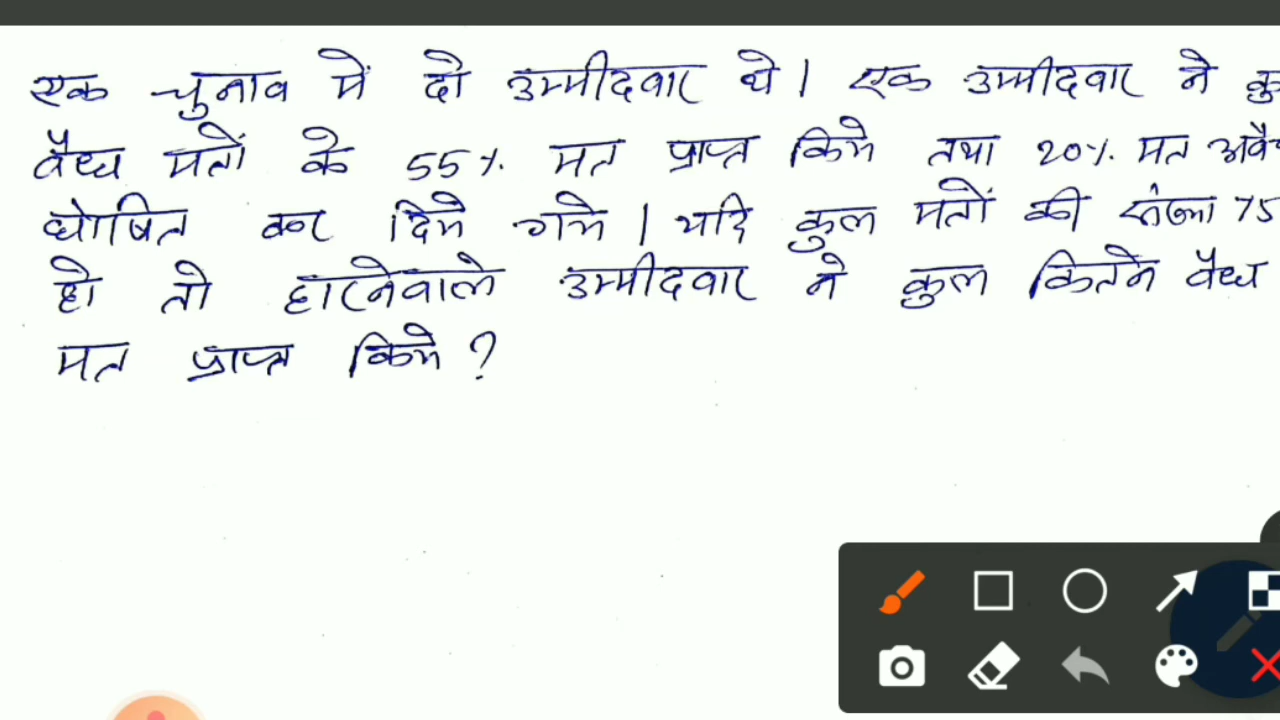 एक चुनाव में दो उम्मीदवार थे। एक उम्मीदवार ने
वैध मतों के 55% मत प्राप्त किये तथा 20% मत
घोषित कर दिये गये। यदि कुल मतों की संख्या 75
हो तो हारनेवाले उम्मीदवार ने कुल कितने वैध
मत प्राप्त किये?